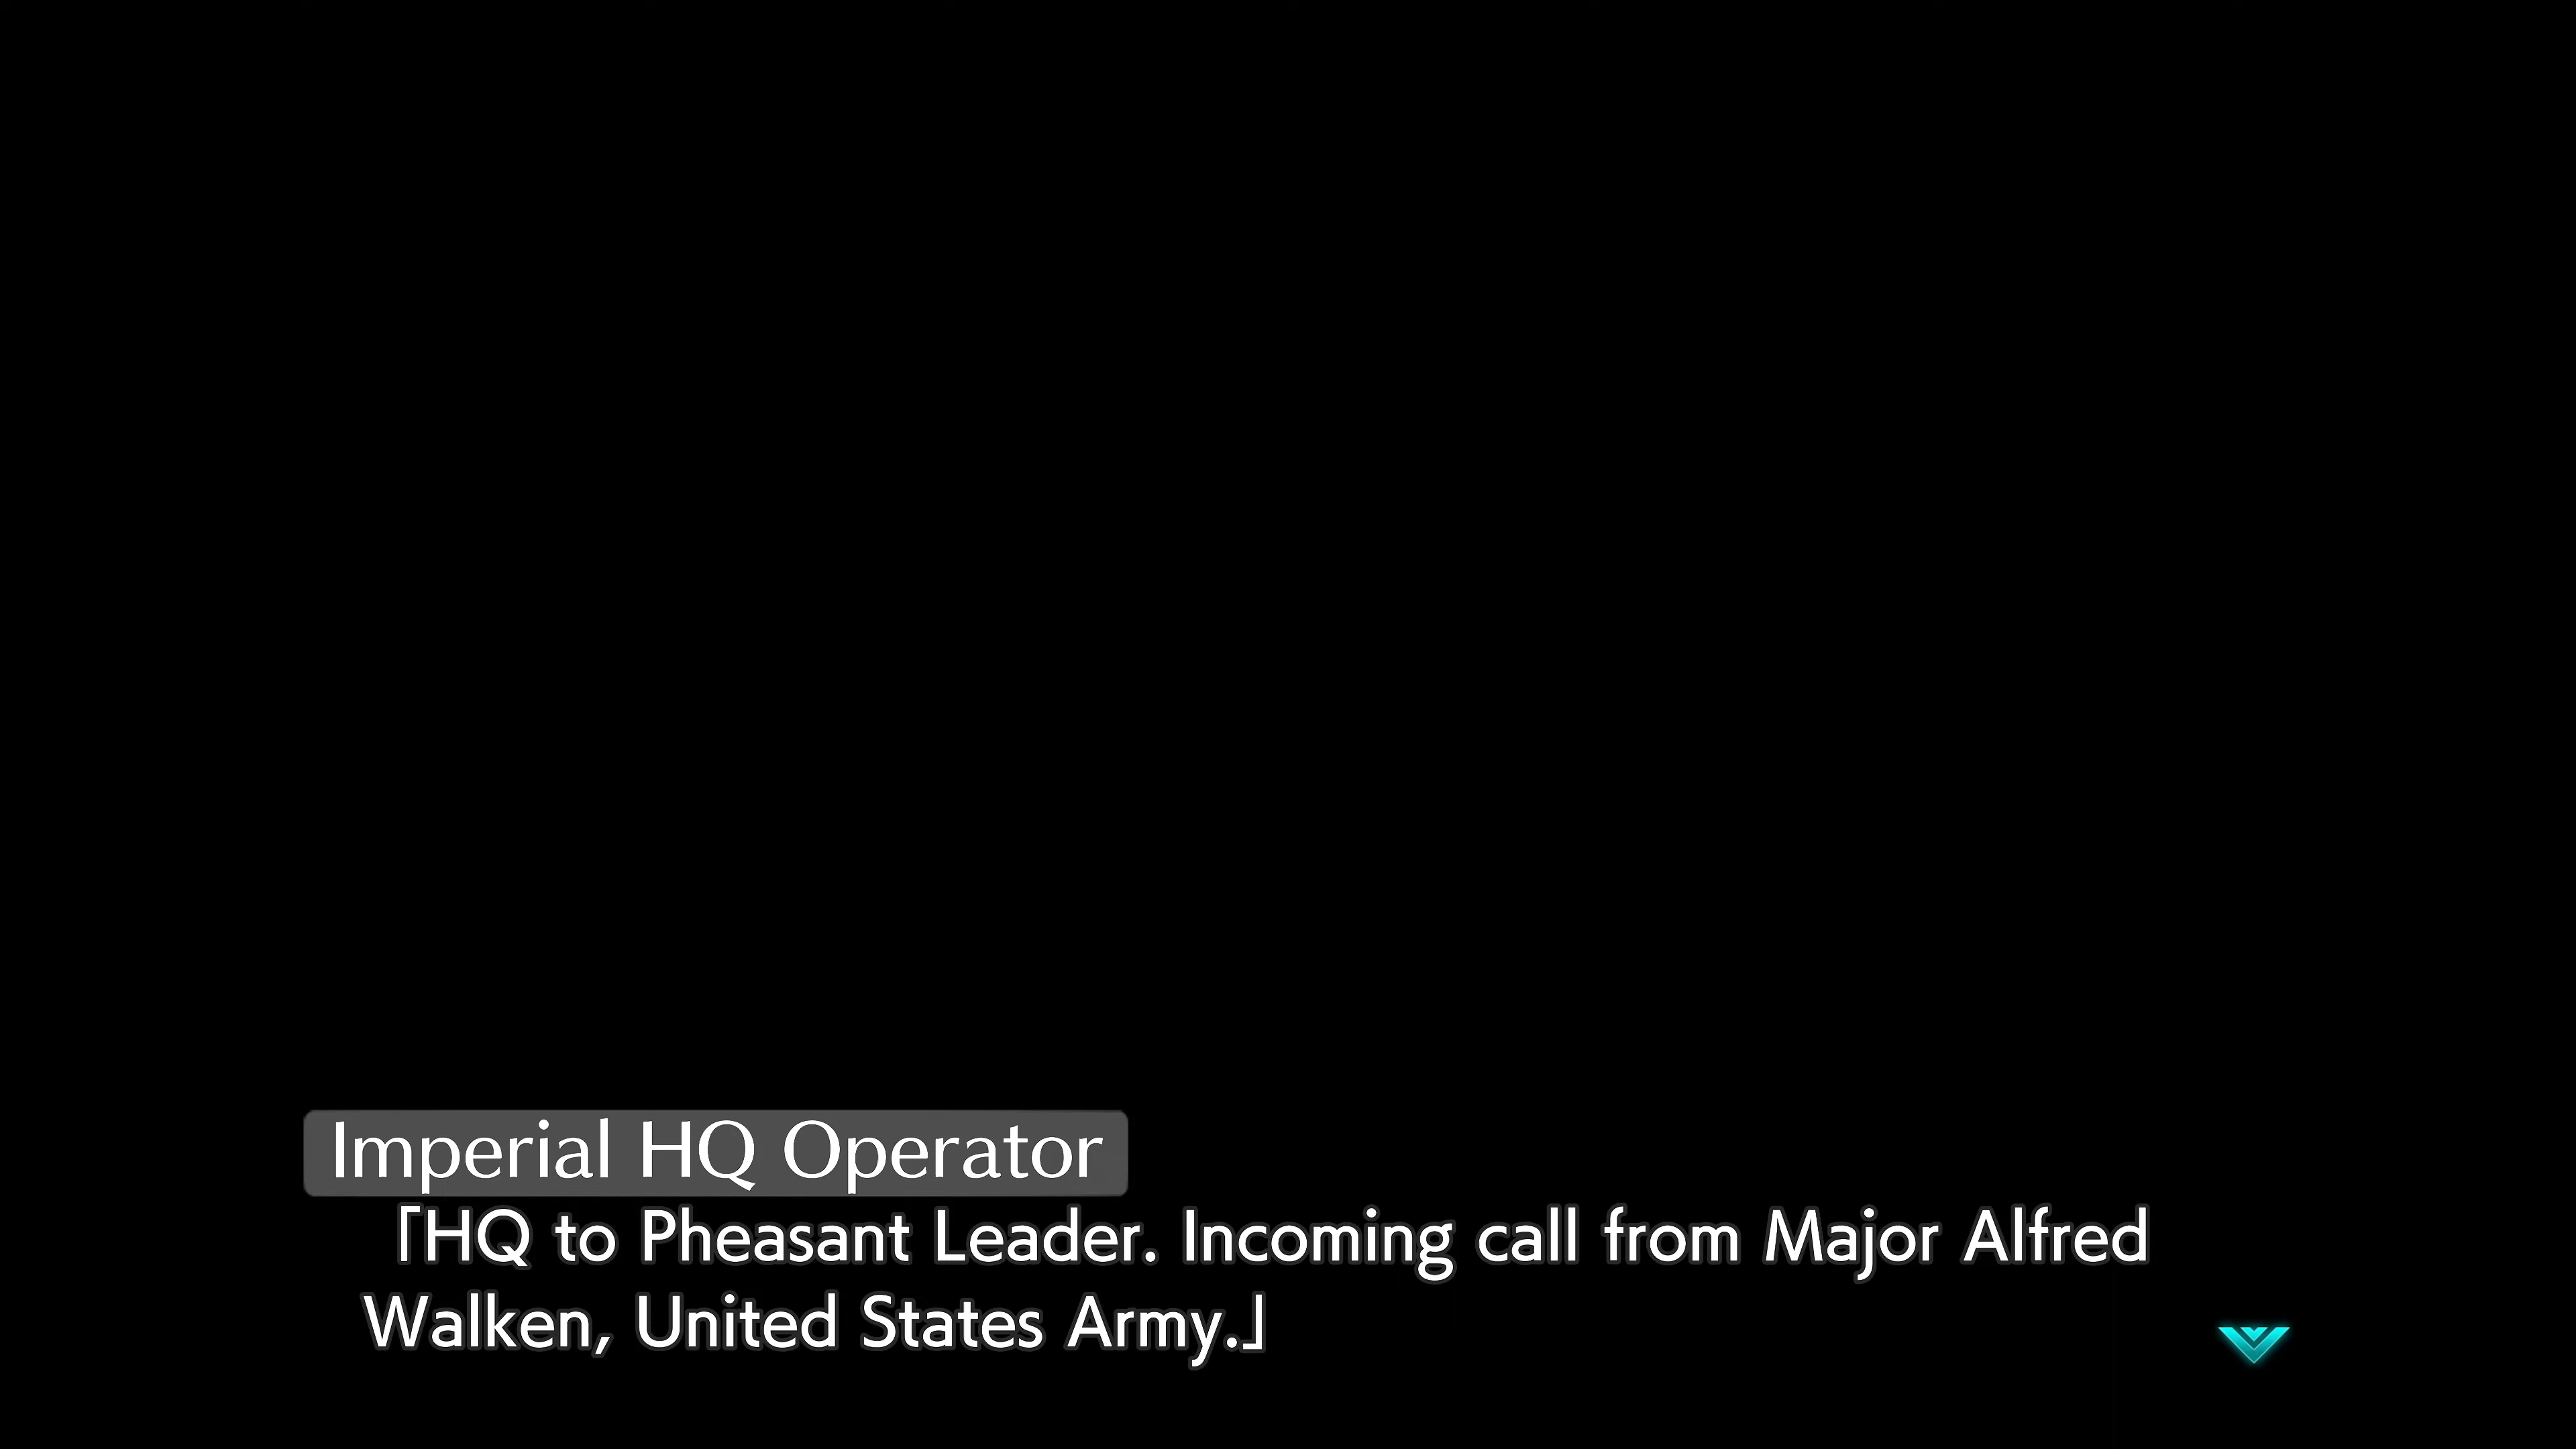 Imperial HQ Operator
「HQ to Pheasant Leader. Incoming call from Major Alfred
Walken, United States Army.」